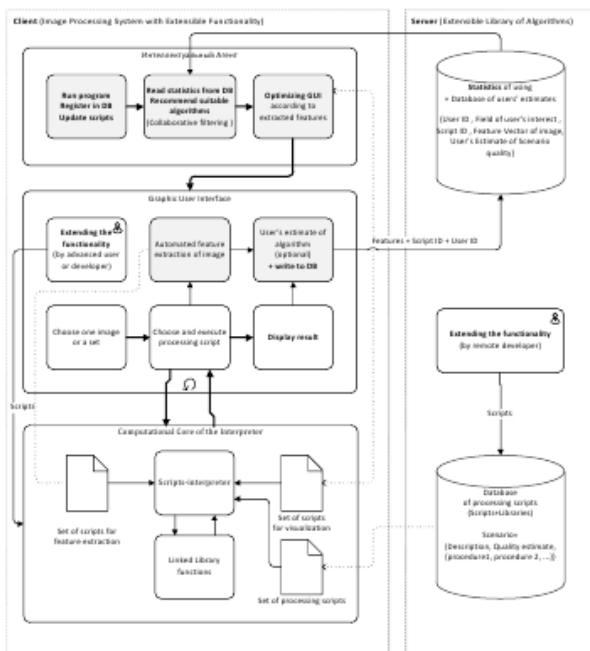 Client (Image Processing System with Extensible Functionality)
Server (Extensible Library of Algorithms)
Интеллектуальный Агент
Run program
Register in DB
Update scripts
Read statistics from DB
Recommend suitable
algorithms
(Collaborative filtering )
Optimizing GUI
according to
extracted features
Statistics of using
= Database of users' estimates
(User ID , Field of user's interest ,
Script ID , Feature Vector of image,
User's Estimate of Scenario
quality)
Graphic User Interface
Extending the
functionality
(by advanced user
or developer)
Automated feature
extraction of image
User's estimate of
algorithm
(optional)
+ write to DB
Features + Script ID + User ID
Choose one image
or a set
Choose and execute
processing script
Display result
Extending the functionality
(by remote developer)
Scripts
Scripts
Computational Core of the Interpreter
Scripts-interpreter
Set of scripts for
feature extraction
Set of scripts
for visualization
Linked Library
functions
Set of processing scripts
Database
of processing scripts
(Scripts+Libraries)
Scenario=
(Description, Quality estimate,
(procedure1, procedure 2, ...))